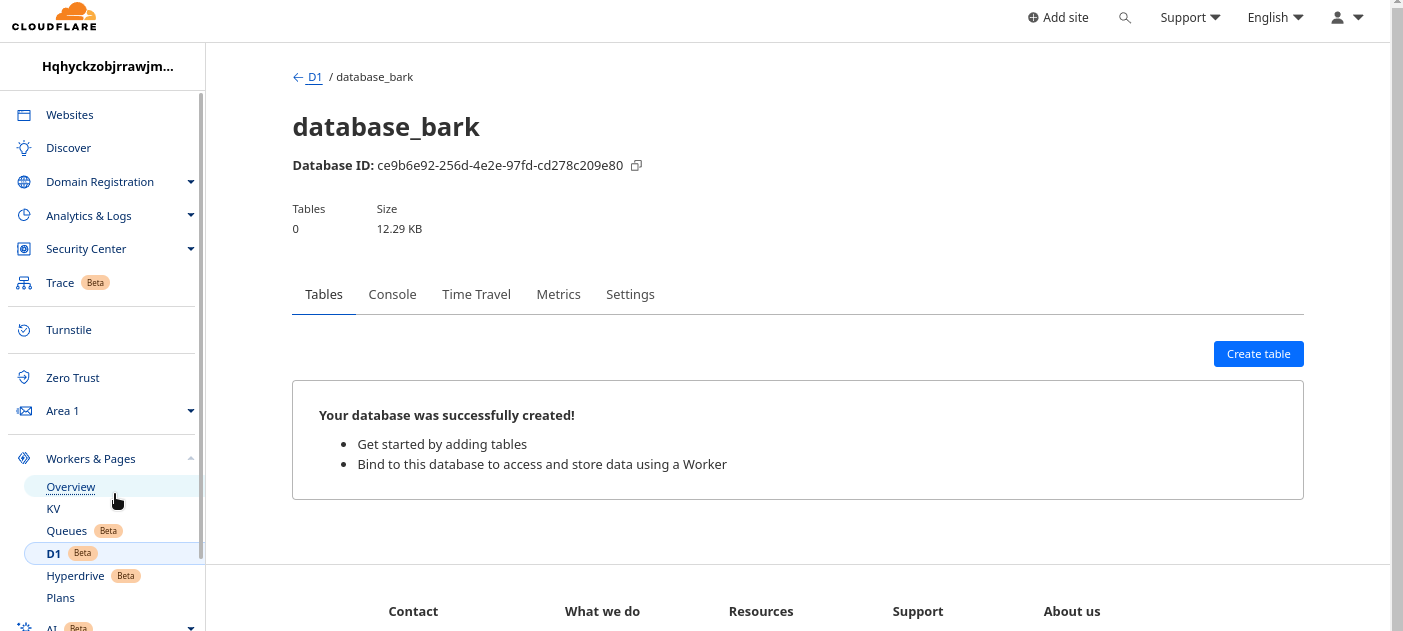 CLOUDFLARE
Add site
Support
English
Hqhyckzobjrrawjm...
Websites
Discover
Domain Registration
Analytics & Logs
Security Center
Trace Beta
Turnstile
Zero Trust
Area 1
Workers & Pages
Overview
KV
Queues Beta
D1 Beta
Hyperdrive Beta
Plans
AI Beta
← D1 / database_bark
database_bark
Database ID: ce9b6e92-256d-4e2e-97fd-cd278c209e80
Tables Size
0 12.29 KB
Tables Console Time Travel Metrics Settings
Create table
Your database was successfully created!
• Get started by adding tables
• Bind to this database to access and store data using a Worker
Contact What we do Resources Support About us